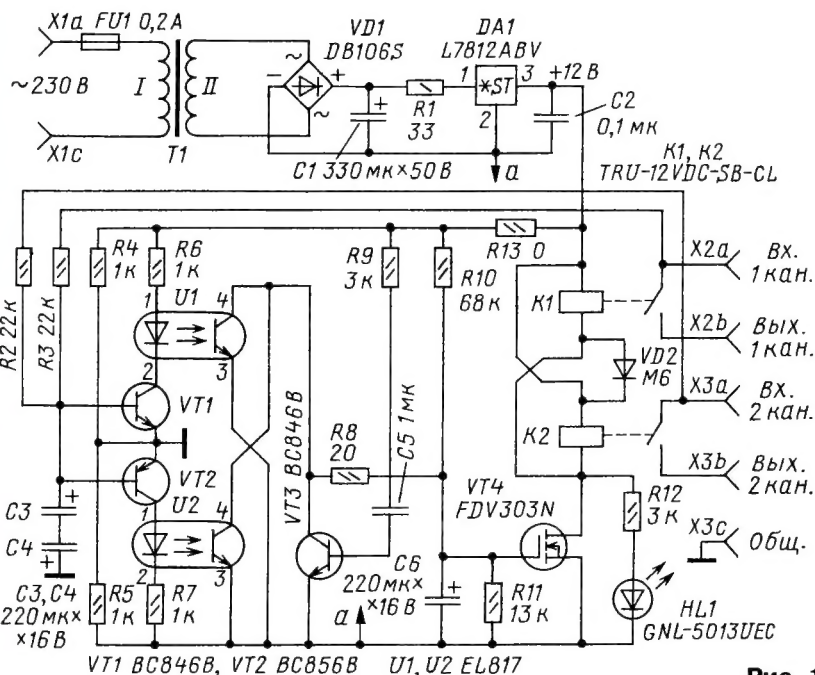 X1a FU1 0,2A
VD1
DB106S
DA1
L7812ABV
~230 В
I
II
~
~
−
+
+
1
*ST
3
2
+12 В
R1
33
C2
0,1 мк
X1c
T1
C1 330 мк×50 В
а
K1, K2
TRU-12VDC-SB-CL
R2 22к
R3 22к
R4
1к
R6
1к
R9
3к
R10
68к
R13 0
X2a
Вх.
1 кан.
K1
U1
1
4
2
3
X2b
Вых.
1 кан.
VD2
M6
X3a
Вх.
2 кан.
VT1
VT2
VT3 BC846B
R8
20
C5 1мк
K2
X3b
Вых.
2 кан.
VT4
FDV303N
R12
3к
X3c
Общ.
U2
1
4
2
3
C3
+
C4
+
C3, C4
220 мк×
×16 В
R5
1к
R7
1к
C6
220 мк×
×16 В
+
а
R11
13к
HL1
GNL-5013UEC
VT1 BC846B, VT2 BC856B
U1, U2 EL817